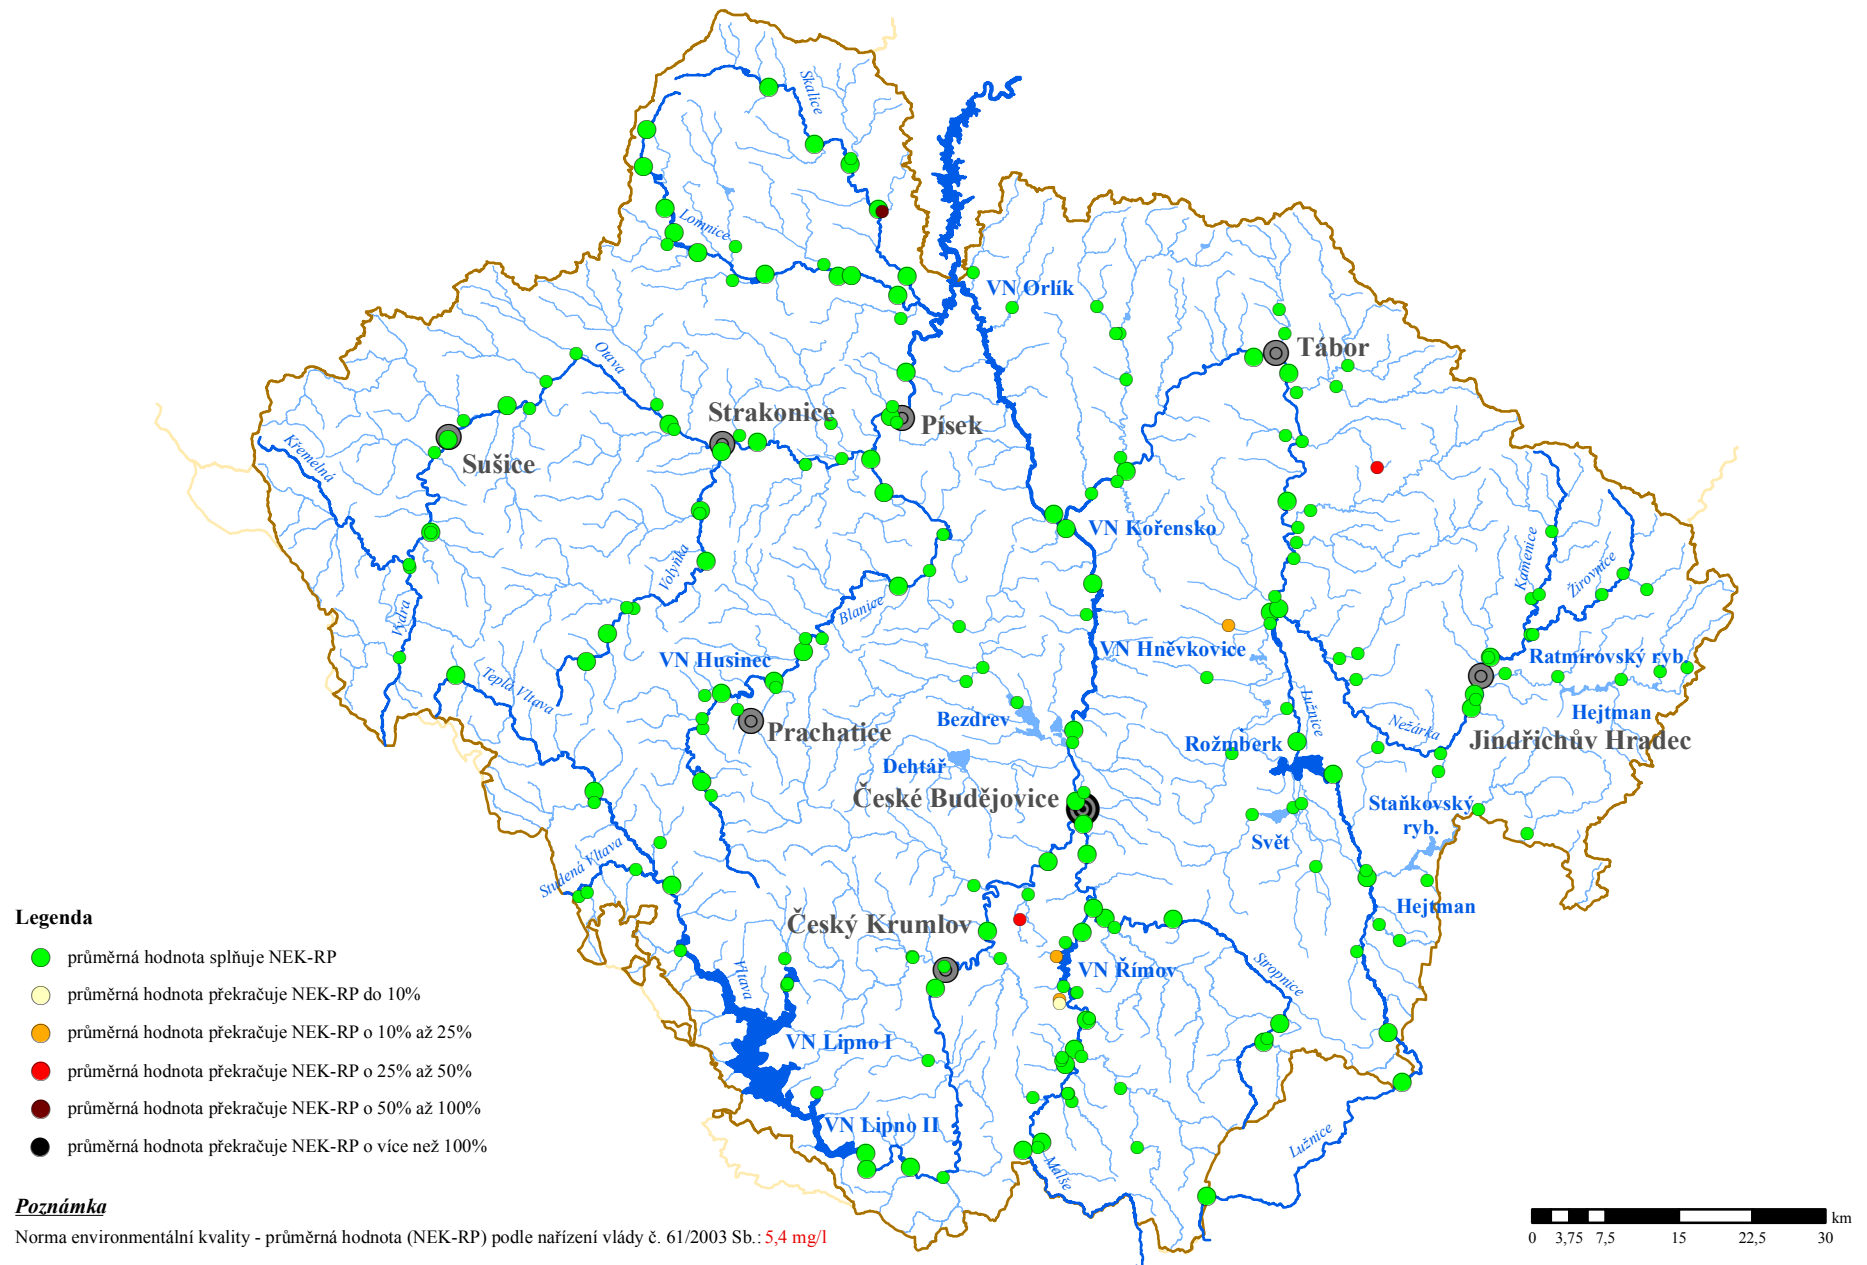 Skalice
Lomnice
VN Orlík
Otava
Tábor
Strakonice
Písek
Sušice
Křemelná
VN Kořensko
Kamenice
Žirovnice
Volyňka
Blanice
Vydra
VN Hněvkovice
VN Husinec
Ratmírovský ryb.
Teplá Vltava
Lužnice
Bezdrev
Hejtman
Nežárka
Prachatice
Rožmberk
Jindřichův Hradec
Dehtář
České Budějovice
Staňkovský
ryb.
Svět
Studená Vltava
Hejtman
Český Krumlov
VN Římov
Stropnice
Vltava
VN Lipno I
VN Lipno II
Lužnice
Malše
Legenda
průměrná hodnota splňuje NEK-RP
průměrná hodnota překračuje NEK-RP do 10%
průměrná hodnota překračuje NEK-RP o 10% až 25%
průměrná hodnota překračuje NEK-RP o 25% až 50%
průměrná hodnota překračuje NEK-RP o 50% až 100%
průměrná hodnota překračuje NEK-RP o více než 100%
Poznámka
Norma environmentální kvality - průměrná hodnota (NEK-RP) podle nařízení vlády č. 61/2003 Sb.: 5,4 mg/l
km
0 3,75 7,5 15 22,5 30